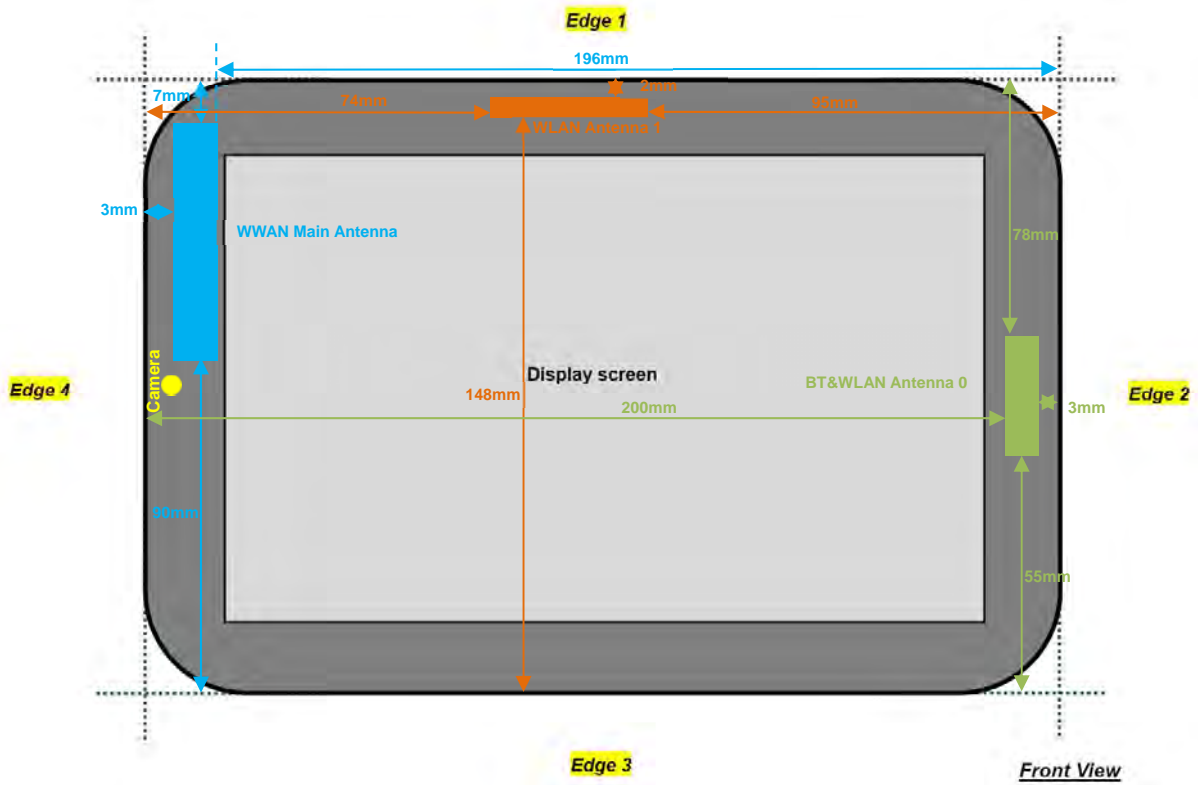 Edge 1
196mm
7mm
74mm
2mm
95mm
WLAN Antenna 1
3mm
WWAN Main Antenna
78mm
Camera
Display screen
BT&WLAN Antenna 0
Edge 4
148mm
200mm
3mm
Edge 2
90mm
55mm
Edge 3
Front View